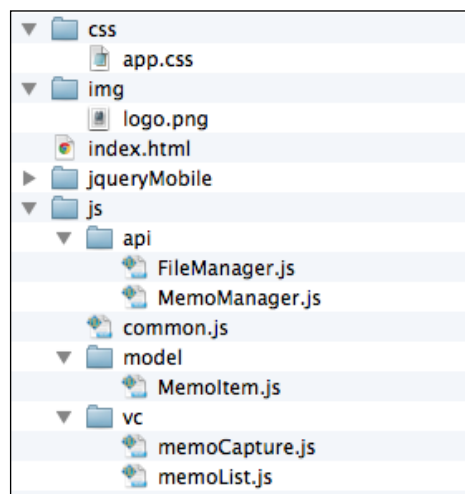 css
app.css
img
logo.png
index.html
jqueryMobile
js
api
FileManager.js
MemoManager.js
common.js
model
MemoItem.js
vc
memoCapture.js
memoList.js